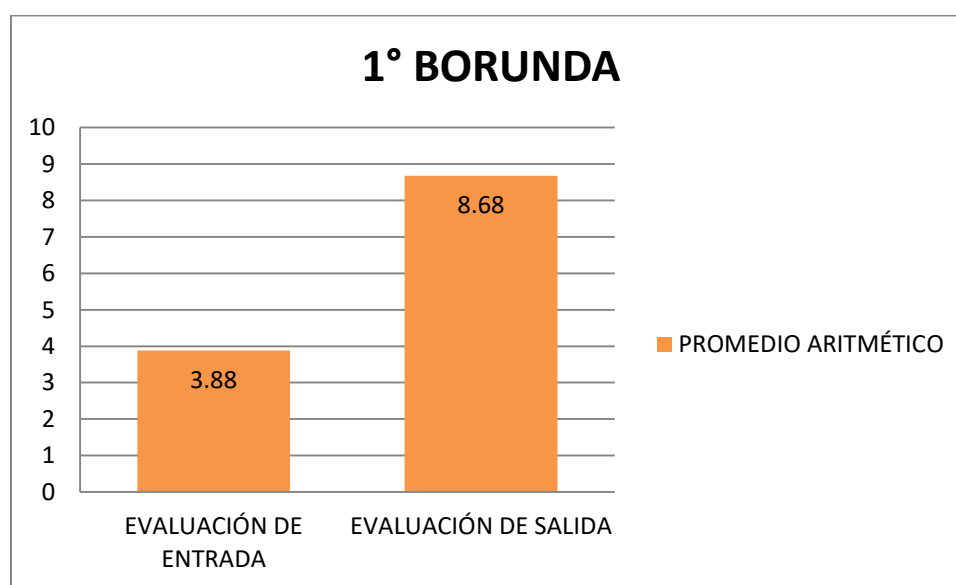 1° BORUNDA
10
9
8
7
6
5
4
3
2
1
0
3.88
8.68
EVALUACIÓN DE
ENTRADA
EVALUACIÓN DE SALIDA
PROMEDIO ARITMÉTICO